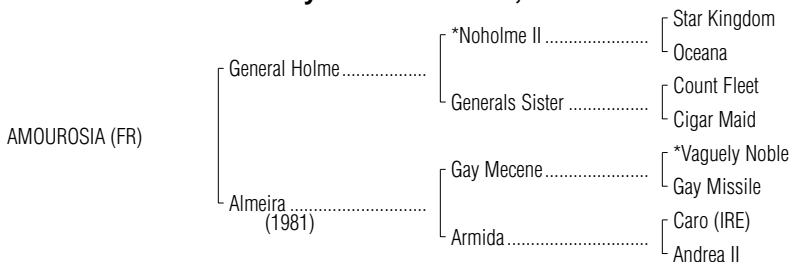 Star Kingdom
*Noholme II
Oceana
General Holme
Count Fleet
Generals Sister
Cigar Maid
AMOUROSIA (FR)
*Vaguely Noble
Gay Mecene
Gay Missile
Almeira
(1981)
Caro (IRE)
Armida
Andrea II